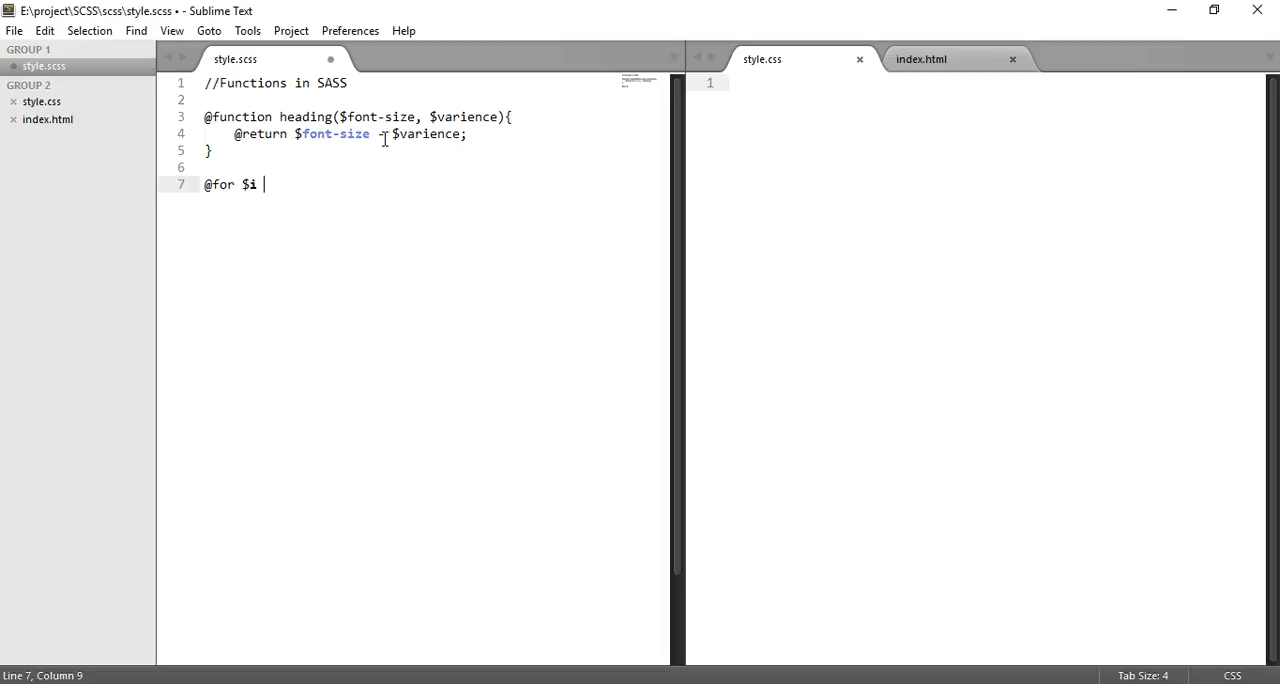 E:\project\SCSS\scss\style.scss • - Sublime Text
File Edit Selection Find View Goto Tools Project Preferences Help
GROUP 1
style.scss
GROUP 2
style.css
index.html
style.scss
1 //Functions in SASS
2
3 @function heading($font-size, $varience){
4 @return $font-size - $varience;
5 }
6
7 @for $i
style.css index.html
1
Line 7, Column 9 Tab Size: 4 CSS